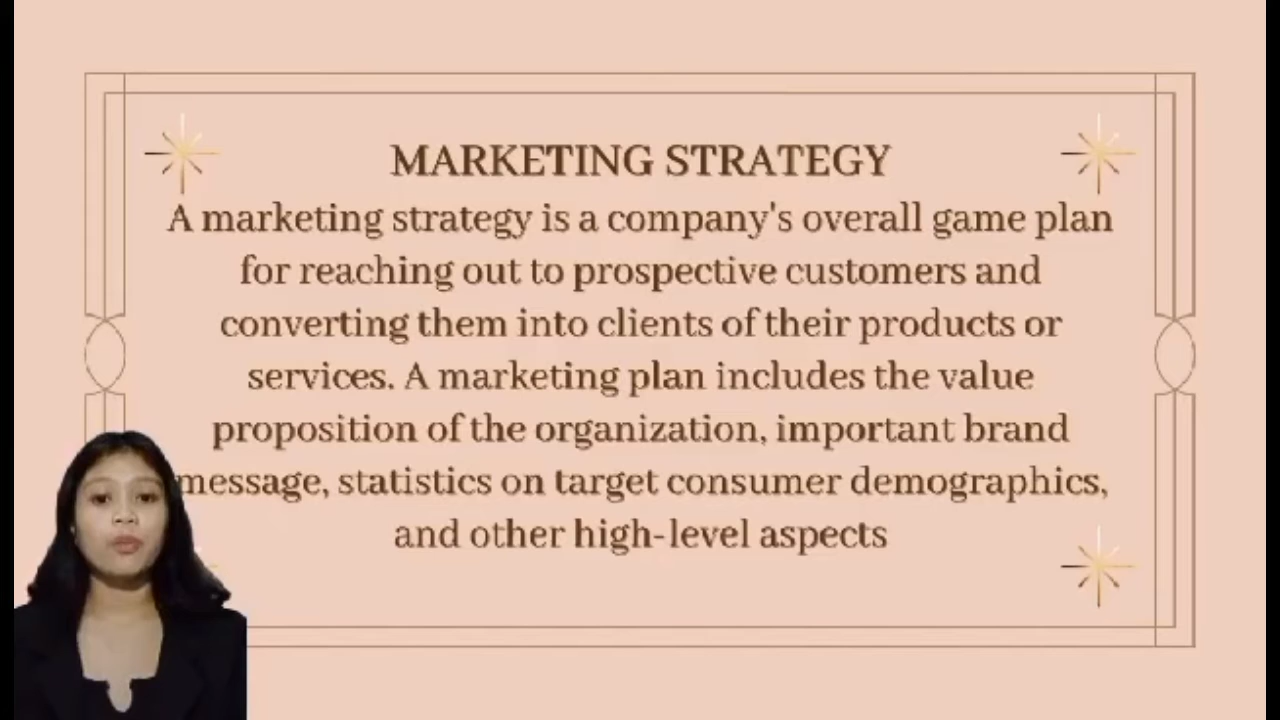 MARKETING STRATEGY
A marketing strategy is a company's overall game plan
for reaching out to prospective customers and
converting them into clients of their products or
services. A marketing plan includes the value
proposition of the organization, important brand
message, statistics on target consumer demographics,
and other high-level aspects